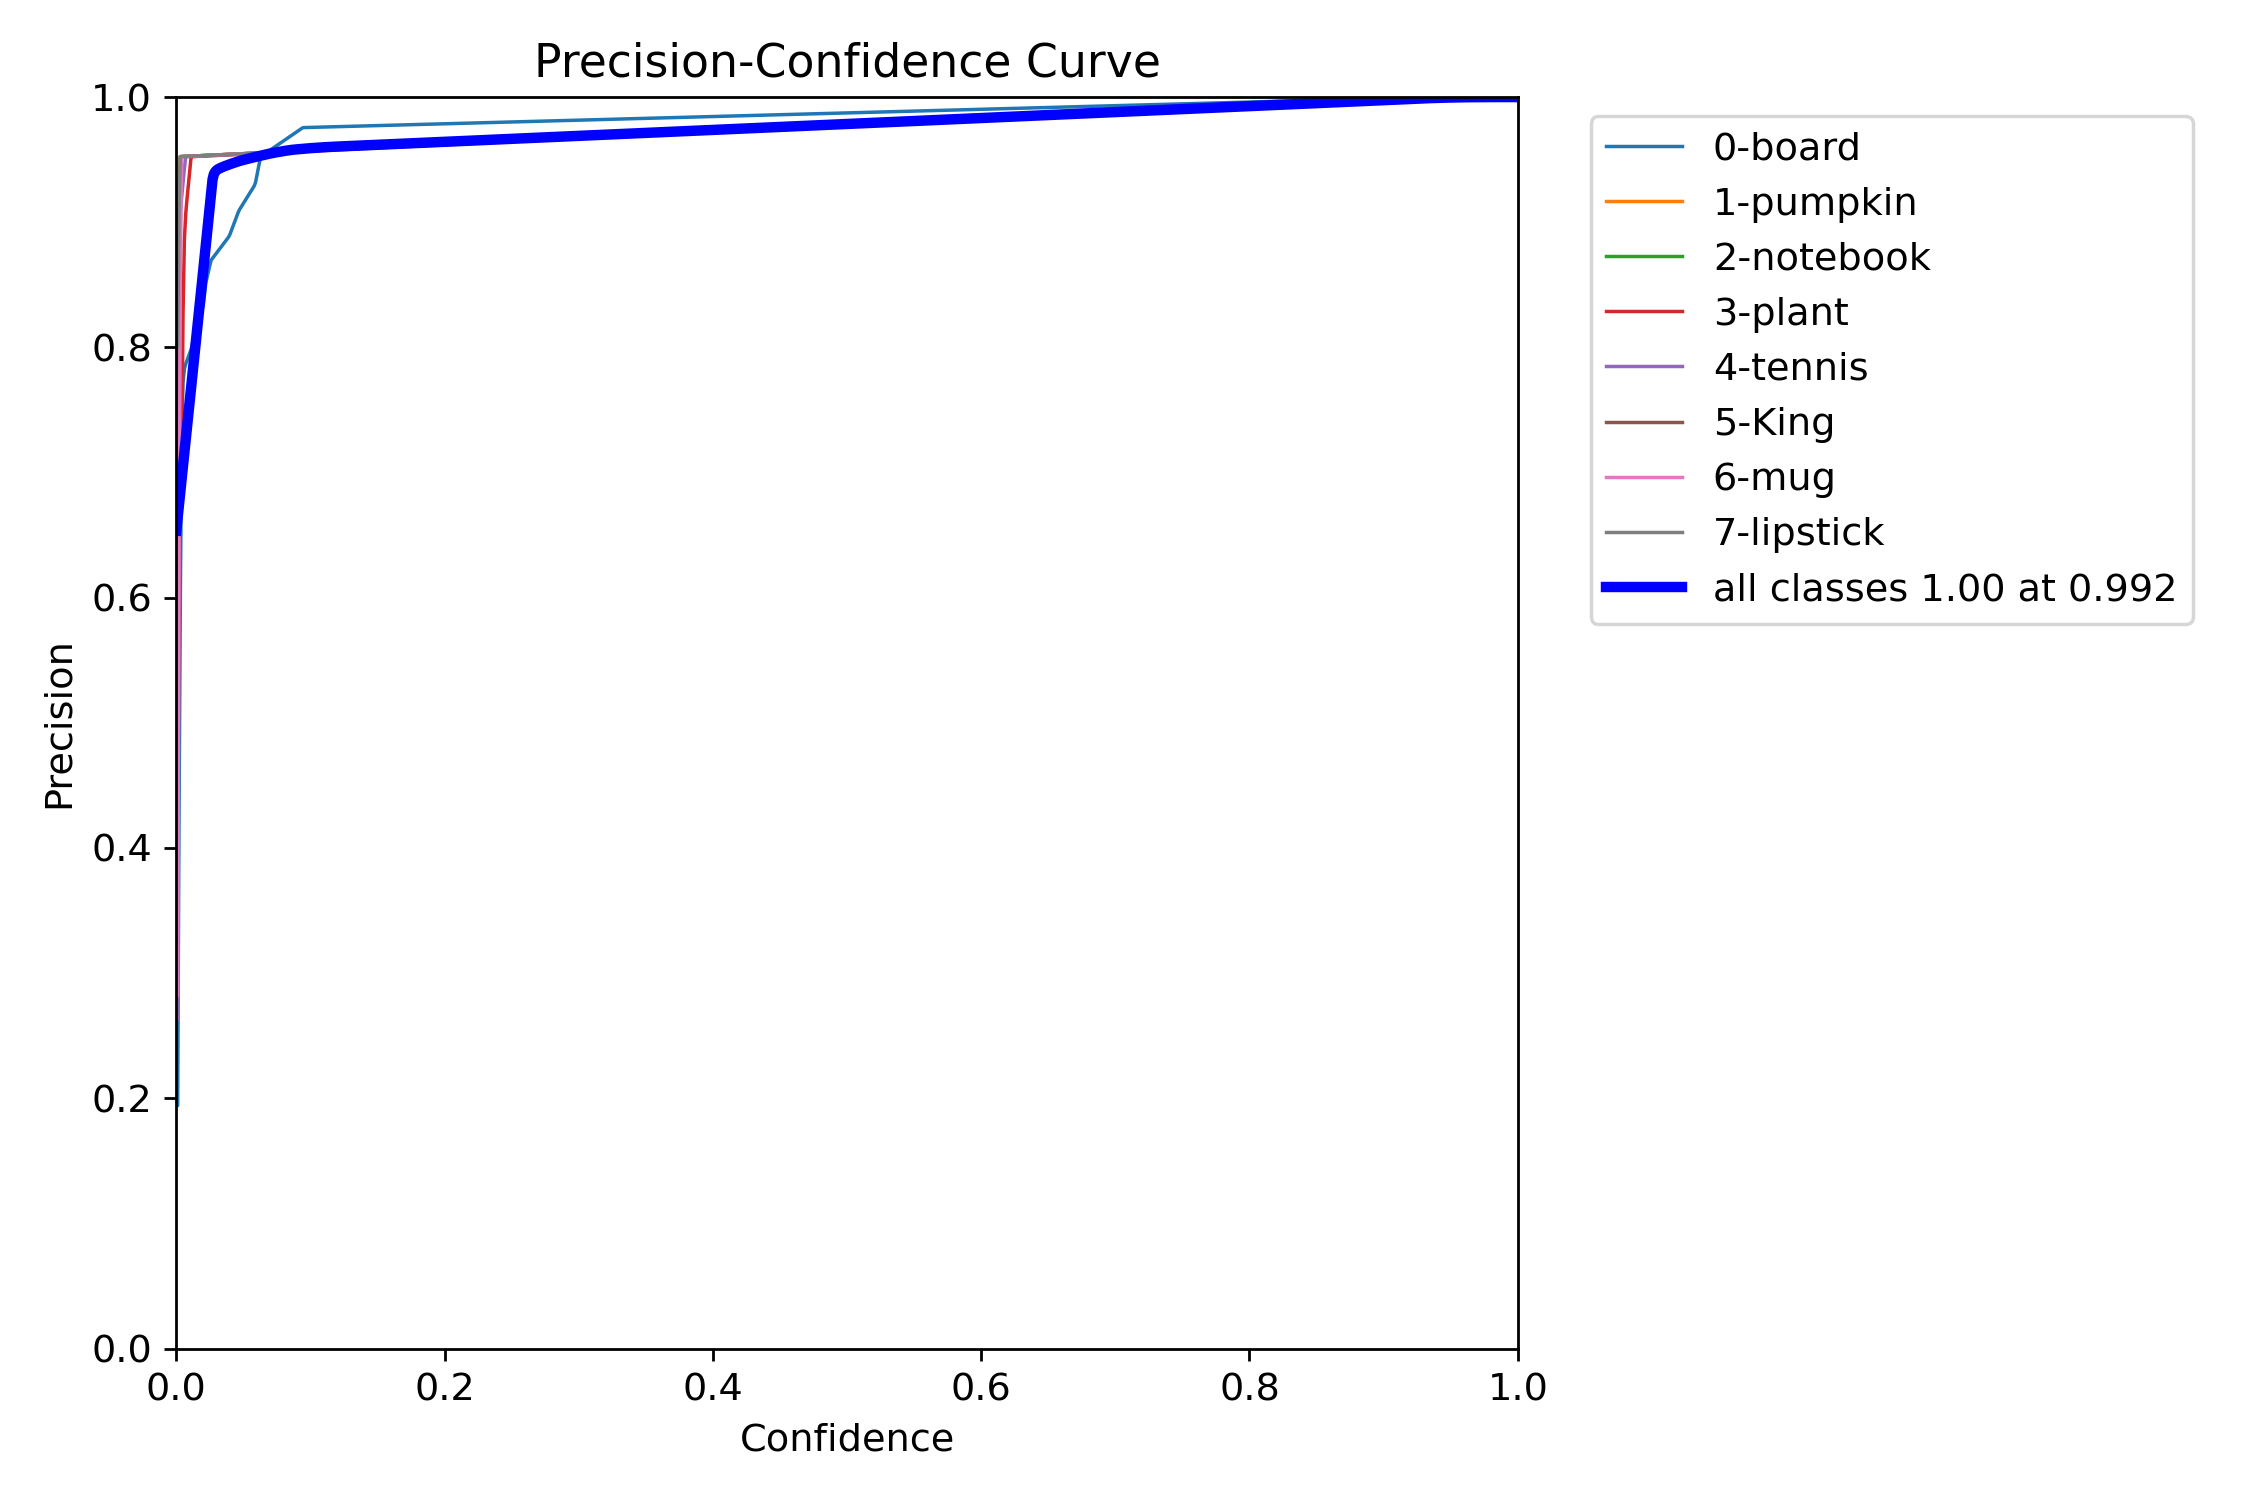 Precision-Confidence Curve
1.0
0.8
0.6
0.4
0.2
0.0
Precision
0.0 0.2 0.4 0.6 0.8 1.0
Confidence
0-board
1-pumpkin
2-notebook
3-plant
4-tennis
5-King
6-mug
7-lipstick
all classes 1.00 at 0.992